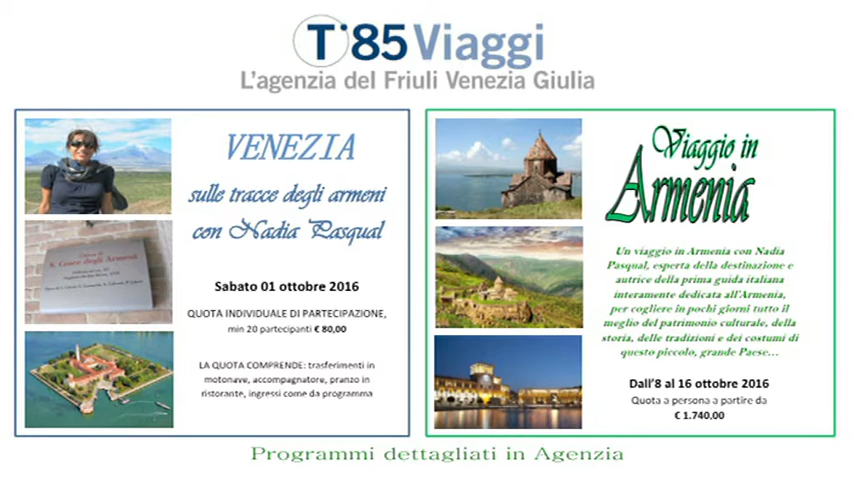 T85 Viaggi
L'agenzia del Friuli Venezia Giulia
VENEZIA
sulle tracce degli armeni
con Nadia Pasqual
Sabato 01 ottobre 2016
QUOTA INDIVIDUALE DI PARTECIPAZIONE,
min 20 partecipanti € 80,00
LA QUOTA COMPRENDE: trasferimenti in
motonave, accompagnatore, pranzo in
ristorante, ingressi come da programma
S. Croce degli Armeni
Viaggio in
Armenia
Un viaggio in Armenia con Nadia
Pasqual, esperta della destinazione e
autrice della prima guida italiana
interamente dedicata all'Armenia,
per cogliere in pochi giorni tutto il
meglio del patrimonio culturale, della
storia, delle tradizioni e dei costumi di
questo piccolo, grande Paese...
Dall'8 al 16 ottobre 2016
Quota a persona a partire da
€ 1.740,00
Programmi dettagliati in Agenzia